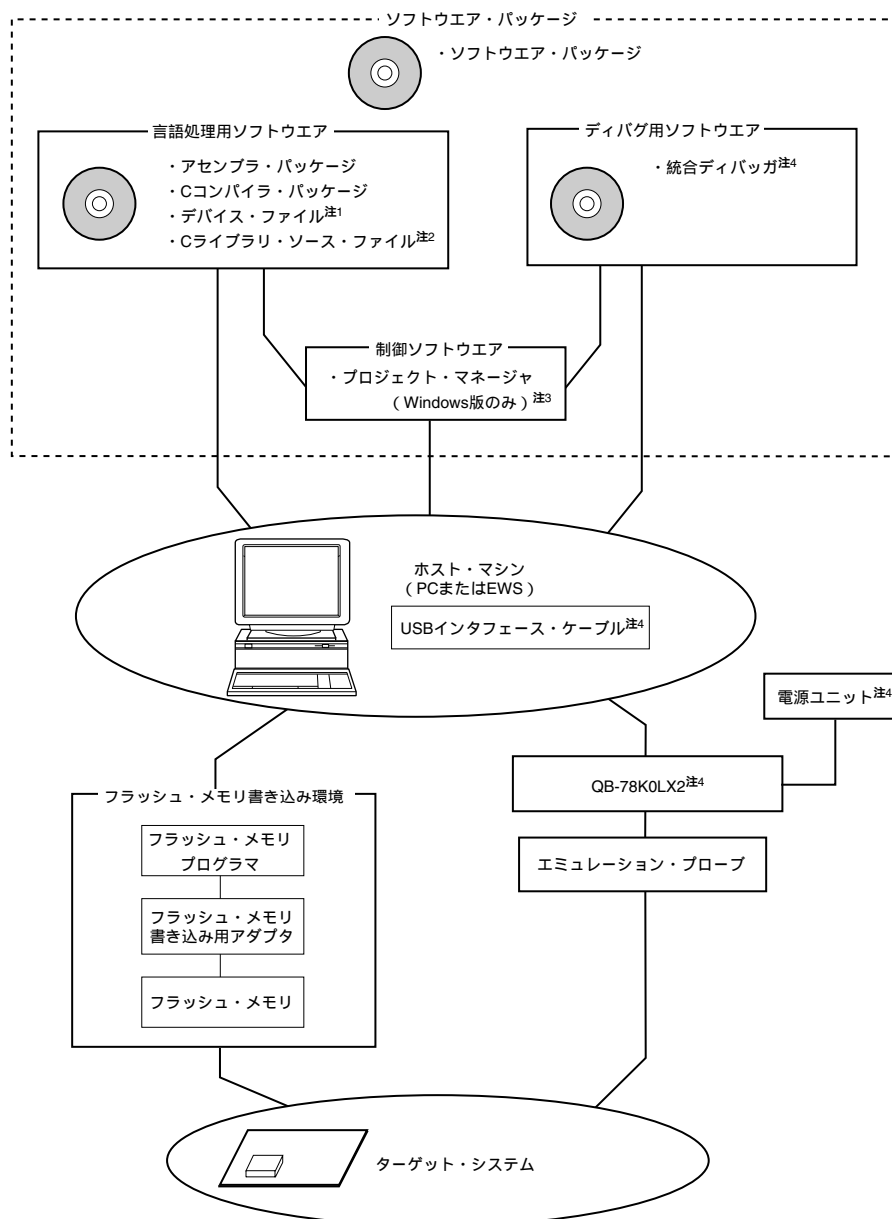 ソフトウエア・パッケージ
・ソフトウエア・パッケージ
言語処理用ソフトウエア
・アセンブラ・パッケージ
・Cコンパイラ・パッケージ
・デバイス・ファイル注1
・Cライブラリ・ソース・ファイル注2
ディバグ用ソフトウエア
・統合ディバッガ注4
制御ソフトウエア
・プロジェクト・マネージャ
（Windows版のみ）注3
ホスト・マシン
（PCまたはEWS）
USBインタフェース・ケーブル注4
電源ユニット注4
QB-78K0LX2注4
エミュレーション・プローブ
フラッシュ・メモリ書き込み環境
フラッシュ・メモリ
プログラマ
フラッシュ・メモリ
書き込み用アダプタ
フラッシュ・メモリ
ターゲット・システム